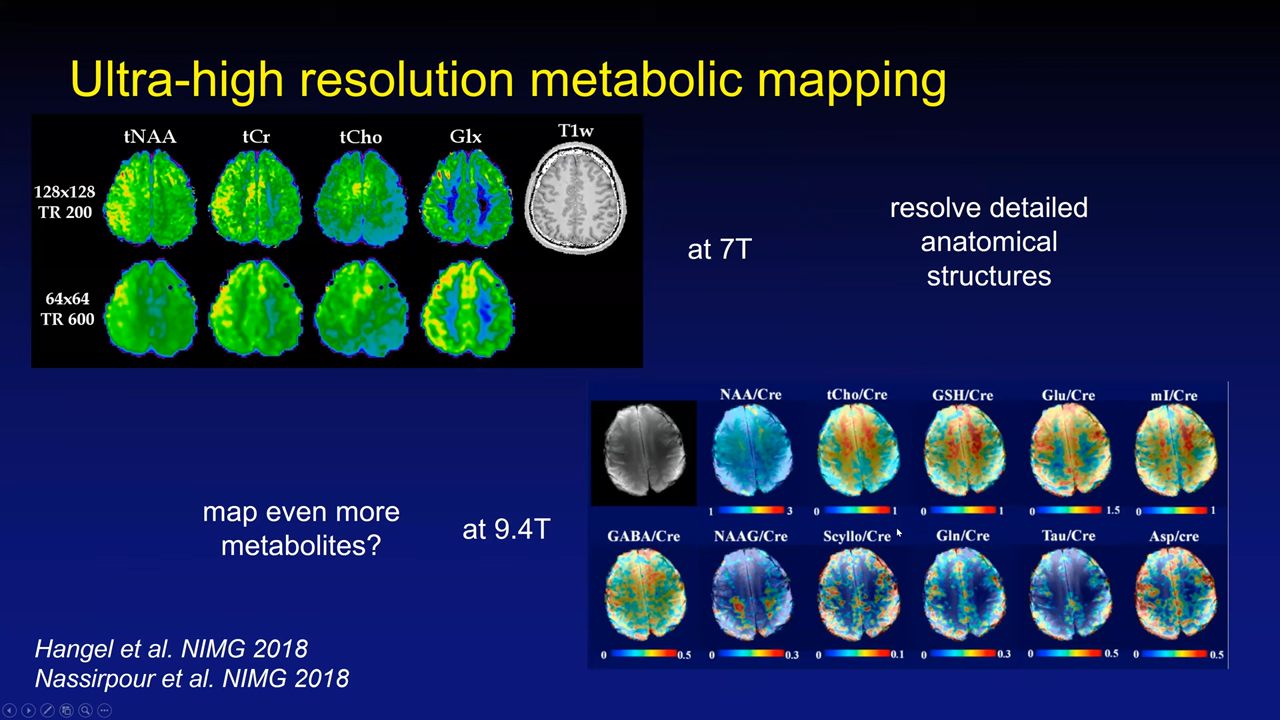 Ultra-high resolution metabolic mapping
tNAA tCr tCho Glx T1w
128x128
TR 200
64x64
TR 600
at 7T
resolve detailed
anatomical
structures
map even more
metabolites?
at 9.4T
NAA/Cre tCho/Cre GSH/Cre Glu/Cre mI/Cre
1 3 0 1 0 1 0 1.5 0 1
GABA/Cre NAAG/Cre Scyllo/Cre Gln/Cre Tau/Cre Asp/cre
0 0.5 0 0.3 0 0.1 0 0.3 0 0.5 0 0.5
Hangel et al. NIMG 2018
Nassirpour et al. NIMG 2018